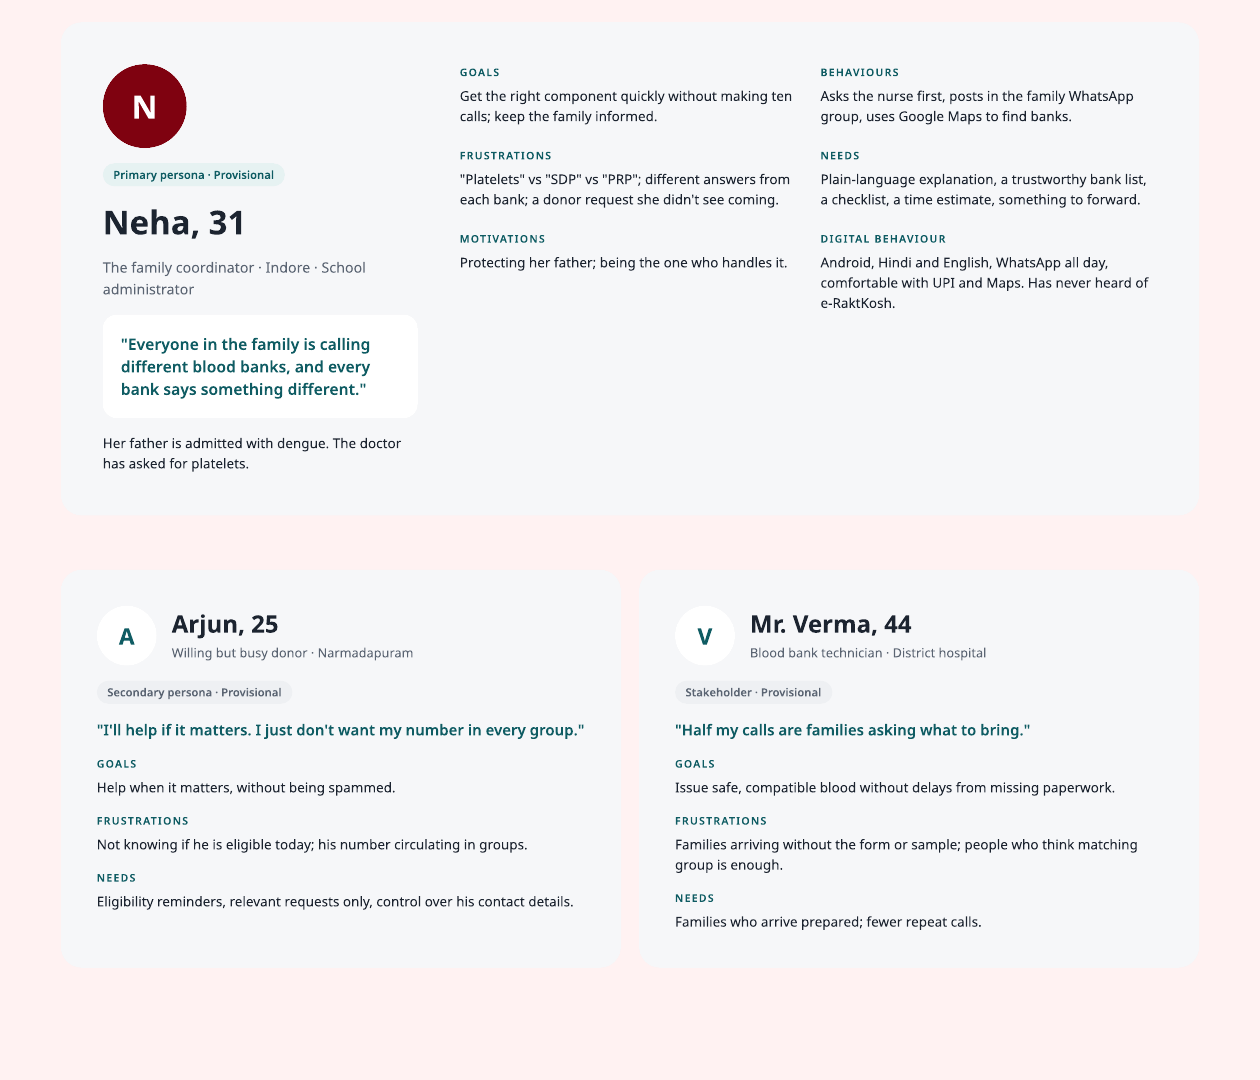 N
Primary persona · Provisional
Neha, 31
The family coordinator · Indore · School
administrator
"Everyone in the family is calling
different blood banks, and every
bank says something different."
Her father is admitted with dengue. The doctor
has asked for platelets.
GOALS
Get the right component quickly without making ten
calls; keep the family informed.
FRUSTRATIONS
"Platelets" vs "SDP" vs "PRP"; different answers from
each bank; a donor request she didn't see coming.
MOTIVATIONS
Protecting her father; being the one who handles it.
BEHAVIOURS
Asks the nurse first, posts in the family WhatsApp
group, uses Google Maps to find banks.
NEEDS
Plain-language explanation, a trustworthy bank list,
a checklist, a time estimate, something to forward.
DIGITAL BEHAVIOUR
Android, Hindi and English, WhatsApp all day,
comfortable with UPI and Maps. Has never heard of
e-RaktKosh.
A
Arjun, 25
Willing but busy donor · Narmadapuram
Secondary persona · Provisional
"I'll help if it matters. I just don't want my number in every group."
GOALS
Help when it matters, without being spammed.
FRUSTRATIONS
Not knowing if he is eligible today; his number circulating in groups.
NEEDS
Eligibility reminders, relevant requests only, control over his contact details.
V
Mr. Verma, 44
Blood bank technician · District hospital
Stakeholder · Provisional
"Half my calls are families asking what to bring."
GOALS
Issue safe, compatible blood without delays from missing paperwork.
FRUSTRATIONS
Families arriving without the form or sample; people who think matching
group is enough.
NEEDS
Families who arrive prepared; fewer repeat calls.